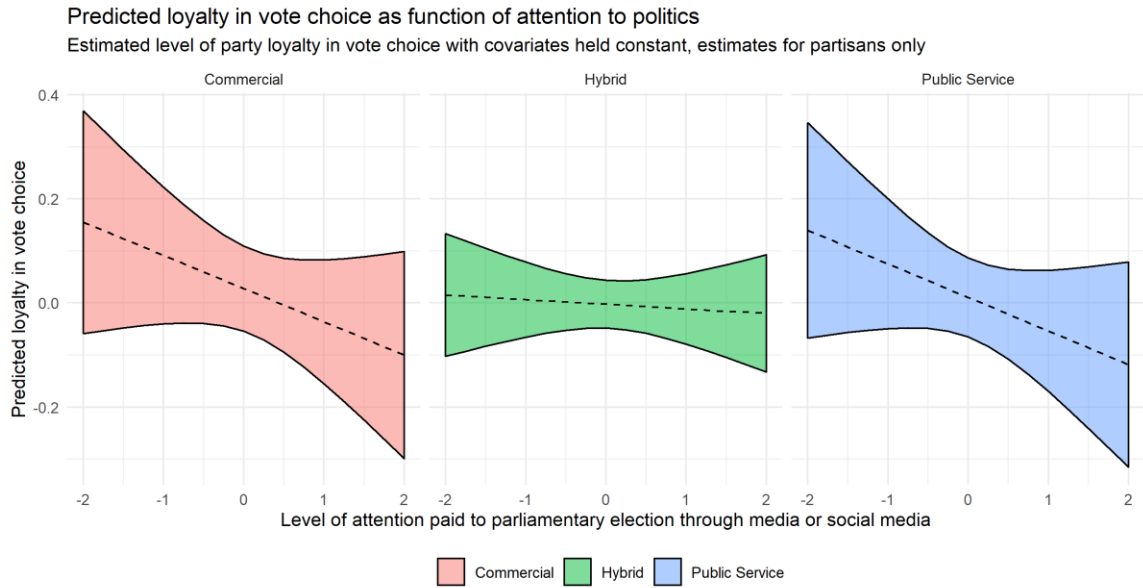 Predicted loyalty in vote choice as function of attention to politics
Estimated level of party loyalty in vote choice with covariates held constant, estimates for partisans only
Commercial Hybrid Public Service
Predicted loyalty in vote choice
0.4
0.2
0.0
-0.2
-2 -1 0 1 2 -2 -1 0 1 2 -2 -1 0 1 2
Level of attention paid to parliamentary election through media or social media
Commercial Hybrid Public Service